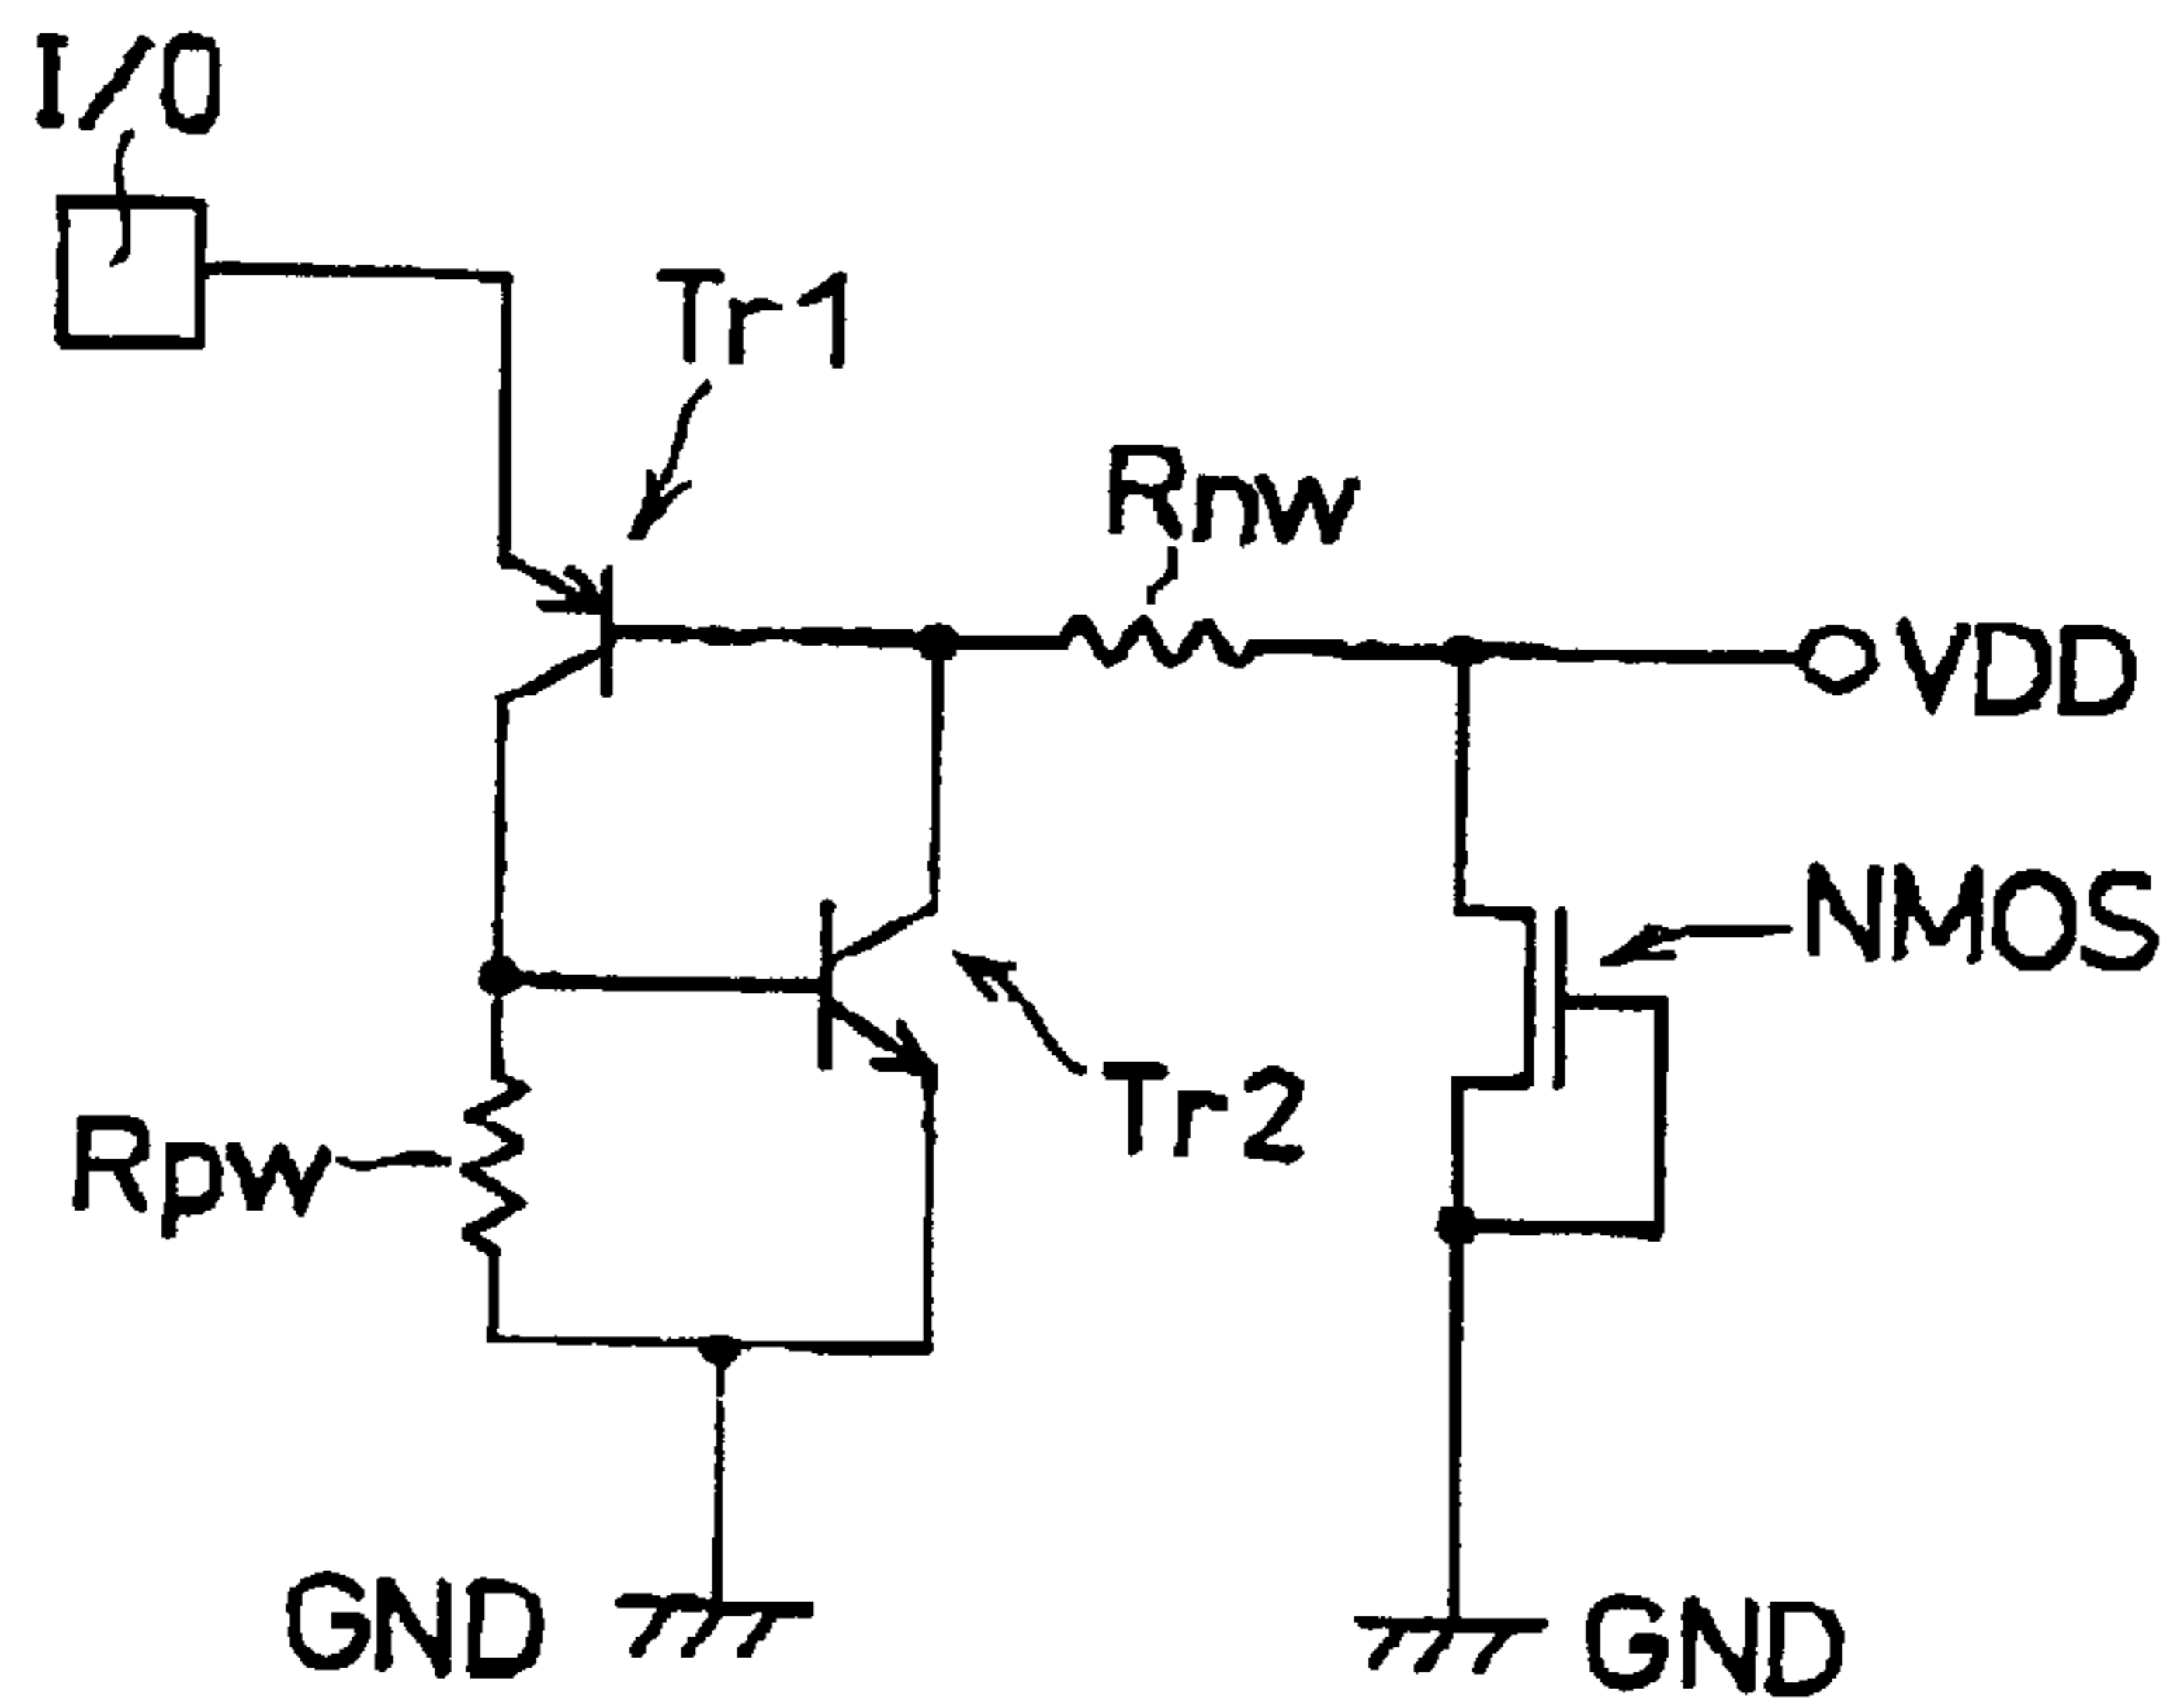 I/O
Tr1
Rnw
VDD
NMOS
Tr2
Rpw
GND
GND